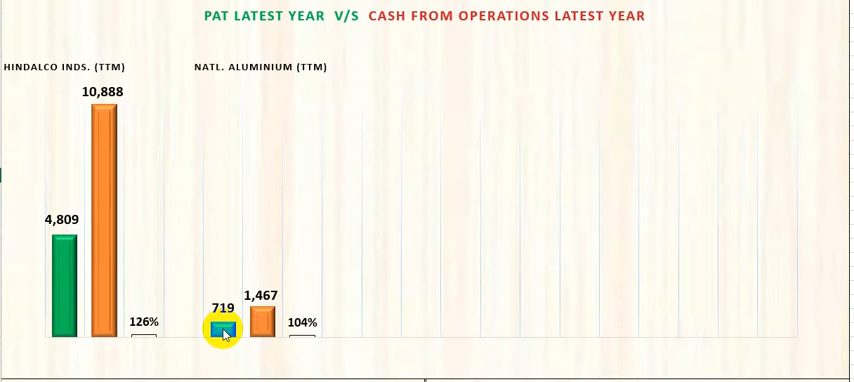 PAT LATEST YEAR V/S CASH FROM OPERATIONS LATEST YEAR
HINDALCO INDS. (TTM)
NATL. ALUMINIUM (TTM)
10,888
4,809
126%
719
1,467
104%